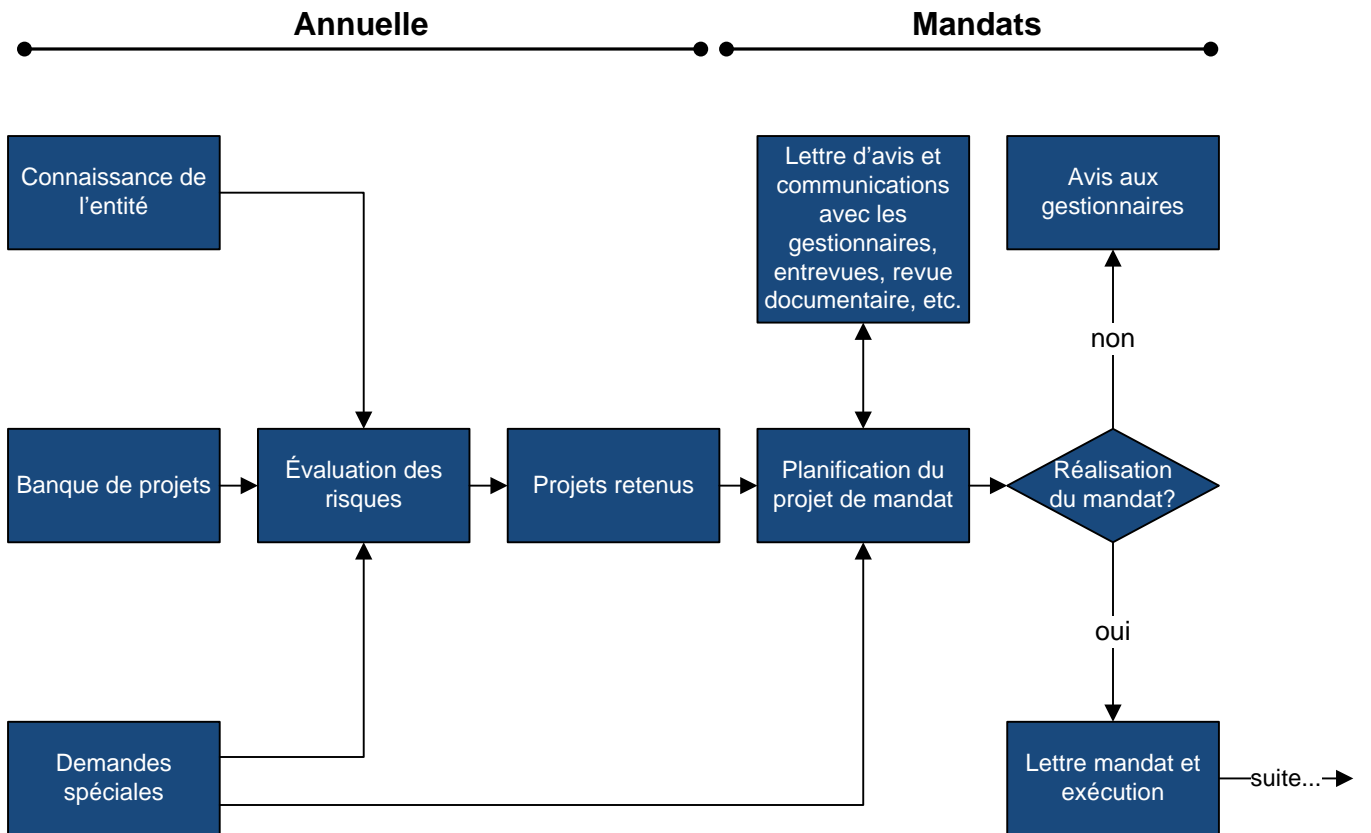 Annuelle
Mandats
Connaissance de
l'entité
Lettre d'avis et
communications
avec les
gestionnaires,
entrevues, revue
documentaire, etc.
Avis aux
gestionnaires
non
Banque de projets
Évaluation des
risques
Projets retenus
Planification du
projet de mandat
Réalisation
du mandat?
oui
Demandes
spéciales
Lettre mandat et
exécution
suite...